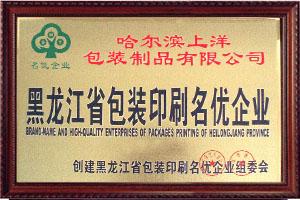 哈尔滨上洋
包装制品有限公司
名优企业
黑龙江省包装印刷名优企业
BRAND-NAME AND HIGH-QUALITY ENTERPRISES OF PACKAGES PRINTING OF HEILONGJIANG PROVINCE
创建黑龙江省包装印刷名优企业组委会